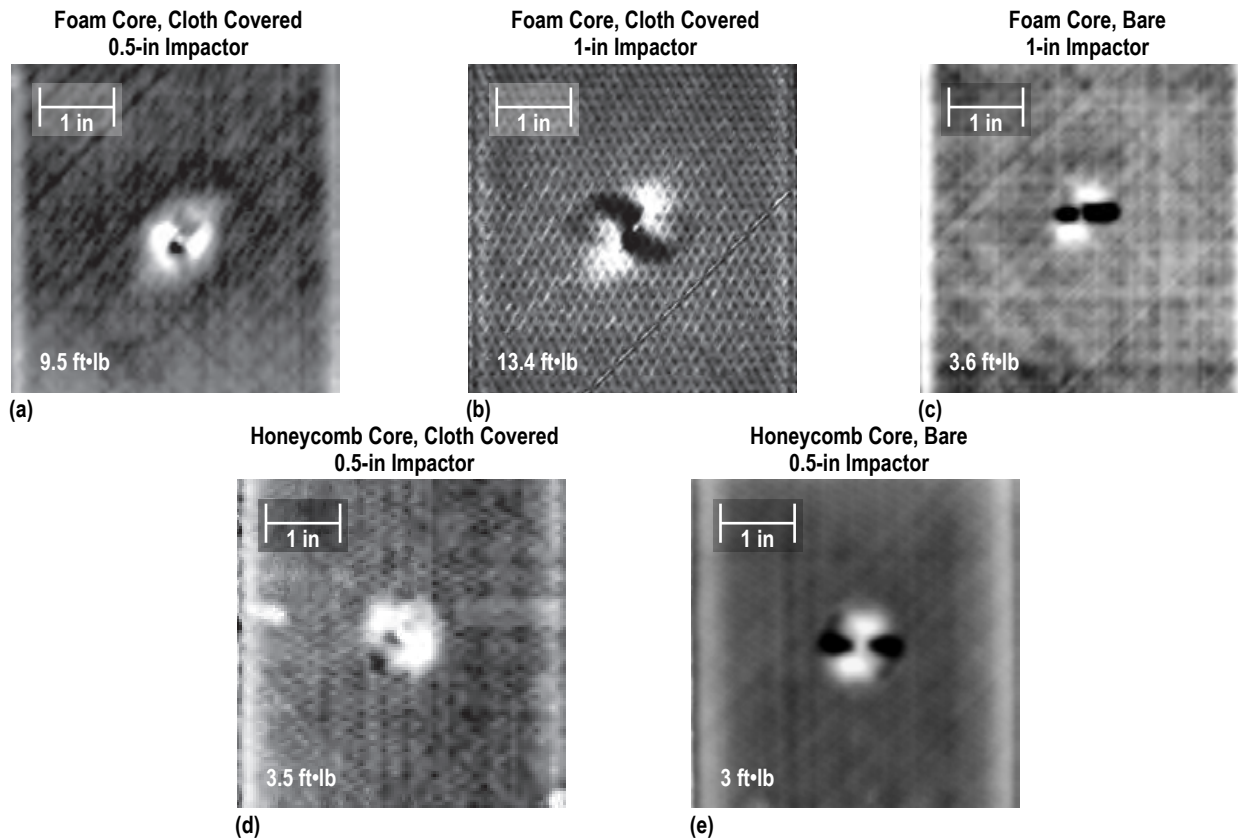 Foam Core, Cloth Covered
0.5-in Impactor
1 in
9.5 ft•lb
(a)
Foam Core, Cloth Covered
1-in Impactor
1 in
13.4 ft•lb
(b)
Foam Core, Bare
1-in Impactor
1 in
3.6 ft•lb
(c)
Honeycomb Core, Cloth Covered
0.5-in Impactor
1 in
3.5 ft•lb
(d)
Honeycomb Core, Bare
0.5-in Impactor
1 in
3 ft•lb
(e)